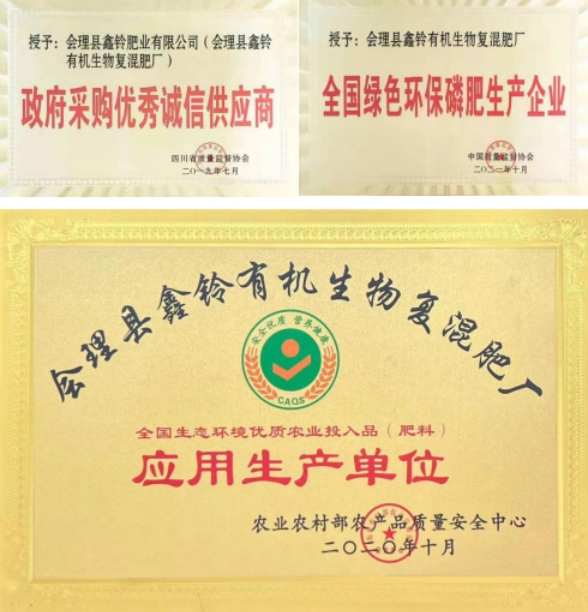 授予：会理县鑫铃肥业有限公司（会理县鑫铃
有机生物复混肥厂）
政府采购优秀诚信供应商
四川省质量监督协会
二〇一九年七月
授予：会理县鑫铃有机生物复混肥厂
全国绿色环保磷肥生产企业
中国质量监督协会
二〇二一年十月
会理县鑫铃有机生物复混肥厂
安全优质 营养健康
CAQS
全国生态环境优质农业投入品（肥料）
应用生产单位
农业农村部农产品质量安全中心
二〇二〇年十月